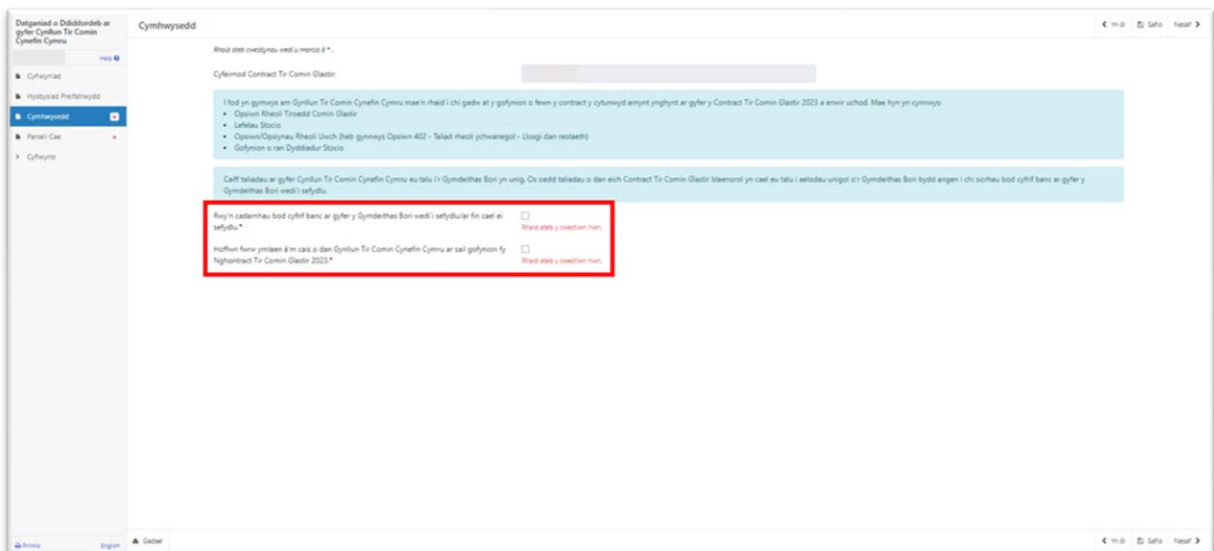 Datganiad o Ddiddordeb ar
gyfer Cynllun Tir Comin
Cynefin Cymru
Help
Cyflwyniad
Hysbysiad Preifatrwydd
Cymhwysedd
Parseli Cae
Cyflwyno
Printio
English
Cymhwysedd
Yn ôl
Safio
Nesaf
Rhaid ateb cwestiynau wedi'u marcio â *.
Cyfeirnod Contract Tir Comin Glastir:
I fod yn gymwys am Gynllun Tir Comin Cynefin Cymru mae'n rhaid i chi gadw at y gofynion o fewn y contract y cytunwyd arnynt ynghynt ar gyfer y Contract Tir Comin Glastir 2023 a enwir uchod. Mae hyn yn cynnwys:
• Opsiwn Rheoli Tiroedd Comin Glastir
• Lefelau Stocio
• Opsiwn/Opsiynau Rheoli Uwch (heb gynnwys Opsiwn 402 - Taliad rheoli ychwanegol - Llosgi dan reolaeth)
• Gofynion o ran Dyddiadur Stocio
Caiff taliadau ar gyfer Cynllun Tir Comin Cynefin Cymru eu talu i'r Gymdeithas Bori yn unig. Os oedd taliadau o dan eich Contract Tir Comin Glastir blaenorol yn cael eu talu i aelodau unigol o'r Gymdeithas Bori bydd angen i chi sicrhau bod cyfrif banc ar gyfer y
Gymdeithas Bori wedi'i sefydlu.
Rwy'n cadarnhau bod cyfrif banc ar gyfer y Gymdeithas Bori wedi'i sefydlu/ar fin cael ei
sefydlu.*
Rhaid ateb y cwestiwn hwn.
Hoffwn fwrw ymlaen â'm cais o dan Gynllun Tir Comin Cynefin Cymru ar sail gofynion fy
Nghontract Tir Comin Glastir 2023.*
Rhaid ateb y cwestiwn hwn.
Gadael
Yn ôl
Safio
Nesaf